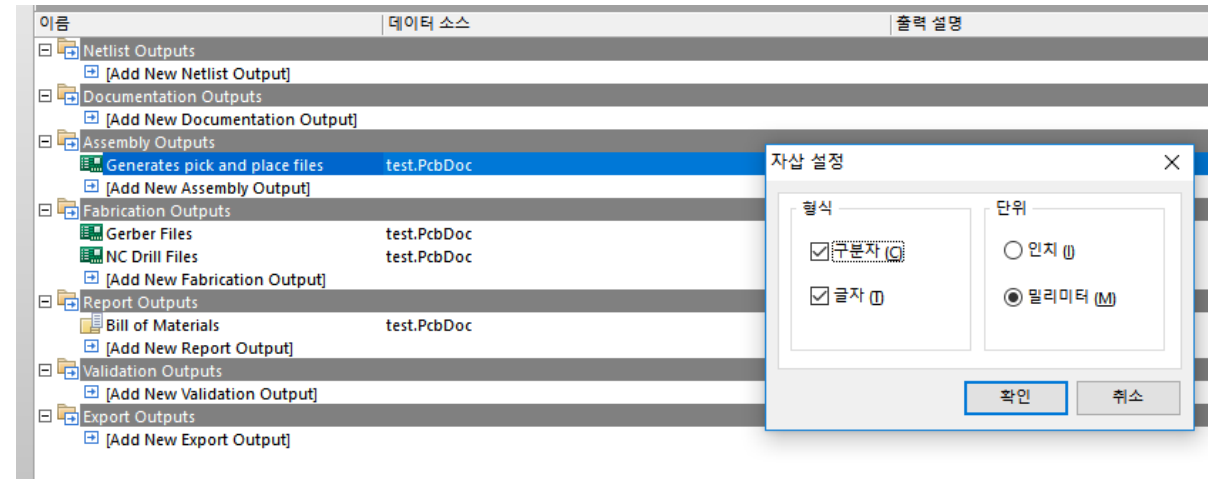 이름 데이터 소스 출력 설명
Netlist Outputs
[Add New Netlist Output]
Documentation Outputs
[Add New Documentation Output]
Assembly Outputs
Generates pick and place files test.PcbDoc
[Add New Assembly Output]
Fabrication Outputs
Gerber Files test.PcbDoc
NC Drill Files test.PcbDoc
[Add New Fabrication Output]
Report Outputs
Bill of Materials test.PcbDoc
[Add New Report Output]
Validation Outputs
[Add New Validation Output]
Export Outputs
[Add New Export Output]
자삽 설정
형식 단위
구분자 (C) 인치 (I)
글자 (T) 밀리미터 (M)
확인 취소